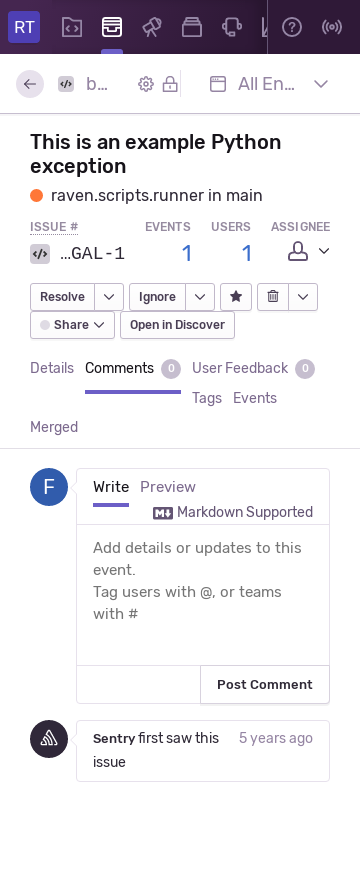 RT
b...
All En...
This is an example Python
exception
raven.scripts.runner in main
ISSUE # EVENTS USERS ASSIGNEE
...GAL-1 1 1
Resolve Ignore
Share Open in Discover
Details Comments 0 User Feedback 0
Tags Events
Merged
F
Write Preview
Markdown Supported
Add details or updates to this
event.
Tag users with @, or teams
with #
Post Comment
Sentry first saw this 5 years ago
issue